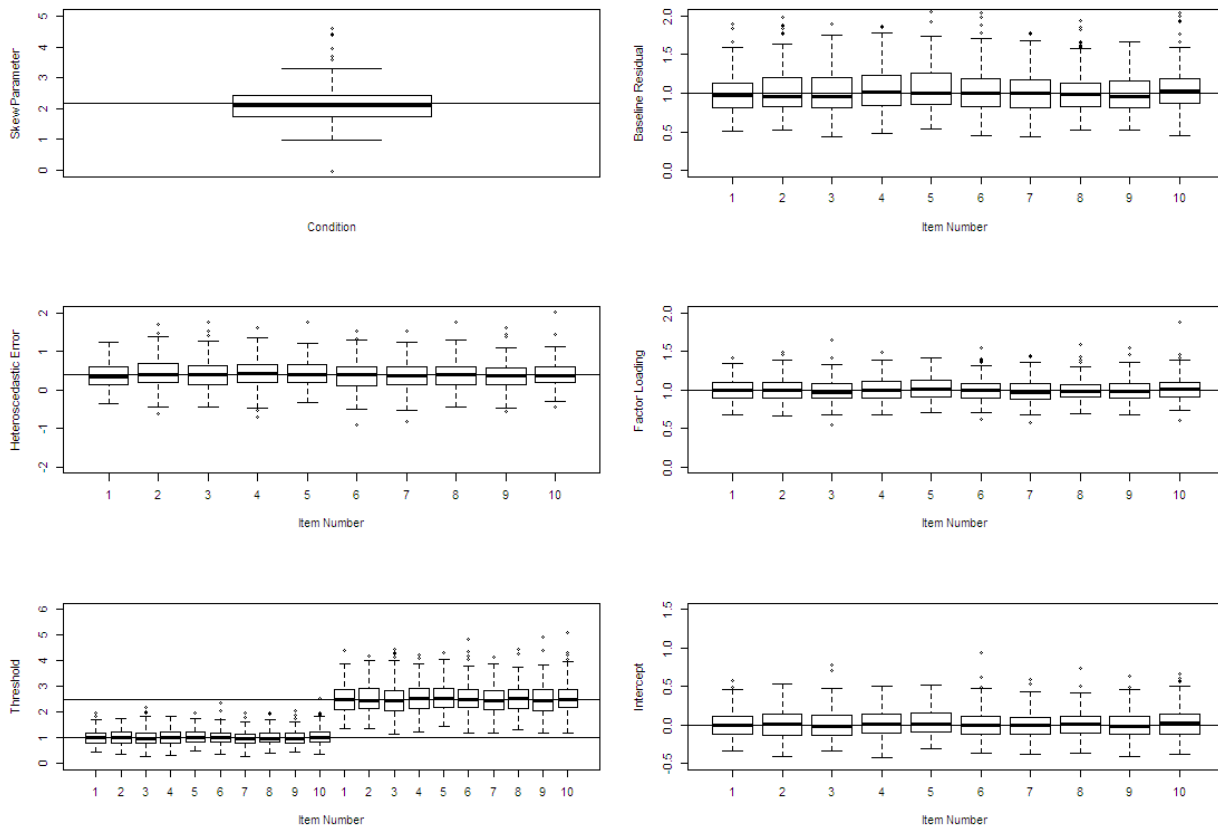 Skew Parameter
5
4
3
2
1
0
Condition
Baseline Residual
2.0
1.5
1.0
0.5
0.0
1 2 3 4 5 6 7 8 9 10
Item Number
Heteroscedastic Error
2
1
0
-1
-2
1 2 3 4 5 6 7 8 9 10
Item Number
Factor Loading
2.0
1.5
1.0
0.5
0.0
1 2 3 4 5 6 7 8 9 10
Item Number
Threshold
6
5
4
3
2
1
0
1 2 3 4 5 6 7 8 9 10 1 2 3 4 5 6 7 8 9 10
Item Number
Intercept
1.5
1.0
0.5
0.0
-0.5
1 2 3 4 5 6 7 8 9 10
Item Number